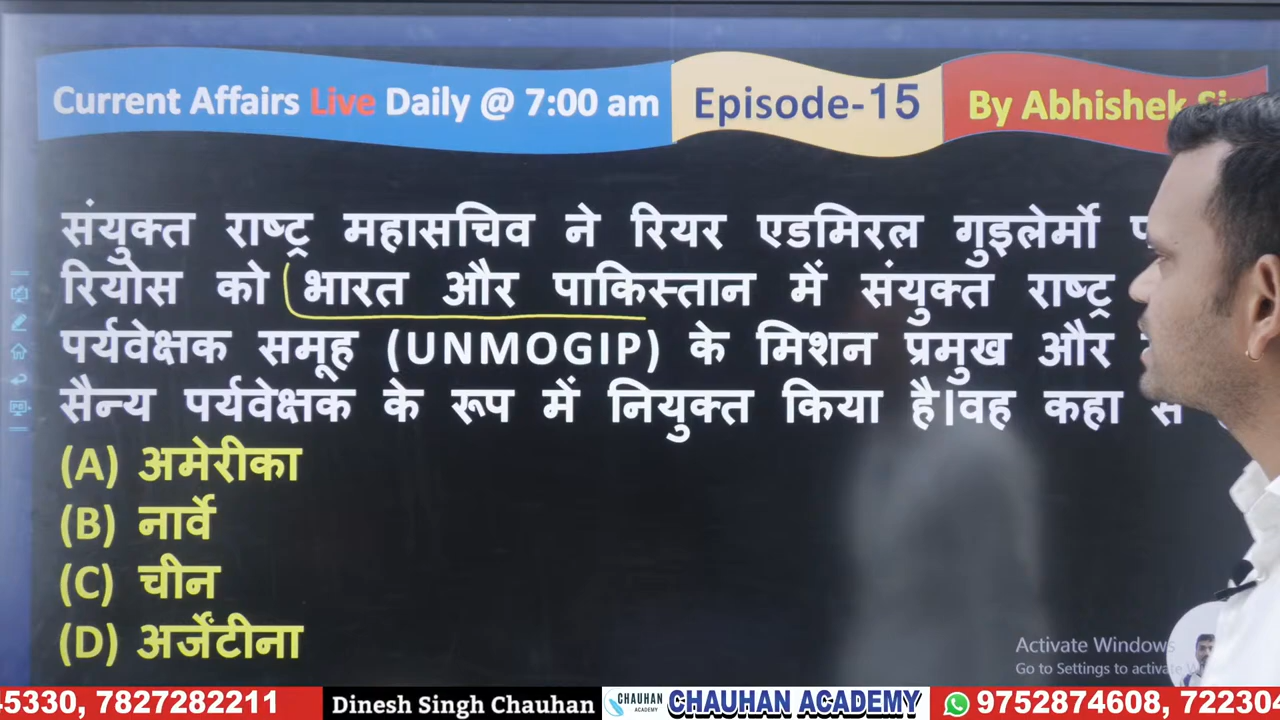 Current Affairs Live Daily @ 7:00 am Episode-15 By Abhishek
संयुक्त राष्ट्र महासचिव ने रियर एडमिरल गुइलेर्मो
रियोस को भारत और पाकिस्तान में संयुक्त राष्ट्र
पर्यवेक्षक समूह (UNMOGIP) के मिशन प्रमुख और
सैन्य पर्यवेक्षक के रूप में नियुक्त किया है।वह कहा से
(A) अमेरीका
(B) नार्वे
(C) चीन
(D) अर्जेंटीना
Activate Windows
Go to Settings to activate
45330, 7827282211 Dinesh Singh Chauhan CHAUHAN ACADEMY CHAUHAN ACADEMY 9752874608, 722304